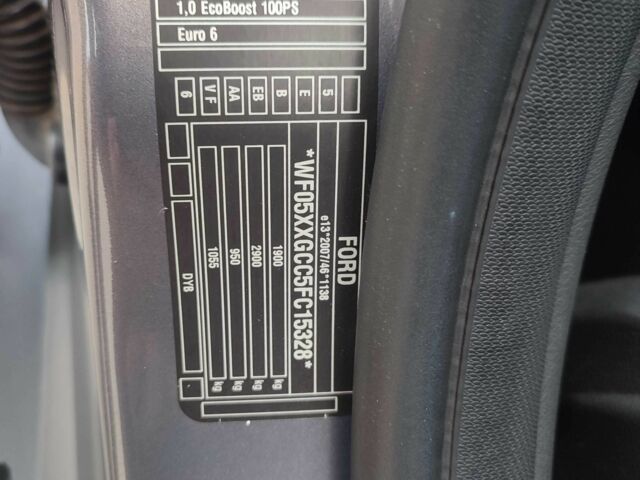 1,0 EcoBoost 100PS
Euro 6
FORD
e13*2007/46*1138
*WF05XXGCC5FC15328*
1900 kg
2900 kg
950 kg
1055 kg
DYB
5
E
B
EB
AA
V F
6